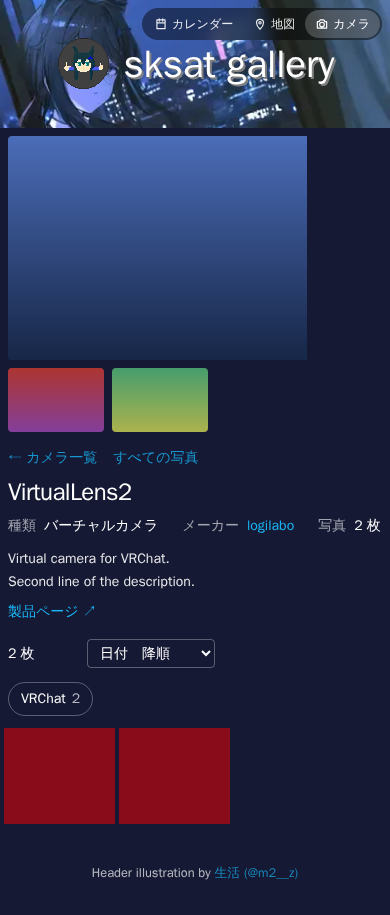 カレンダー 地図 カメラ
sksat gallery
← カメラ一覧 すべての写真
VirtualLens2
種類 バーチャルカメラ メーカー logilabo 写真 2 枚
Virtual camera for VRChat.
Second line of the description.
製品ページ ↗
2 枚 日付 降順
VRChat 2
Header illustration by 生活 (@m2__z)